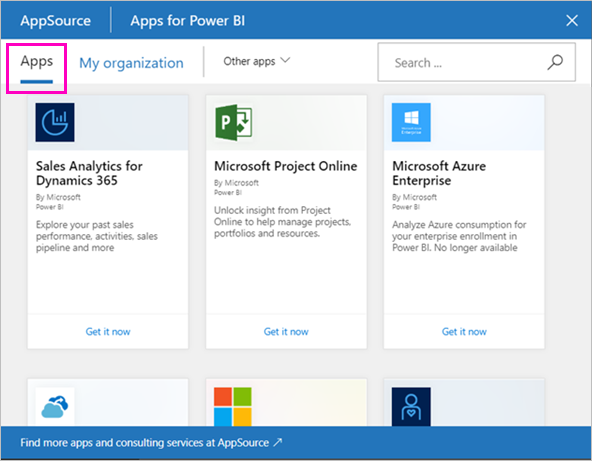 AppSource
Apps for Power BI
Apps
My organization
Other apps
Search ...
Sales Analytics for
Dynamics 365
By Microsoft
Power BI
Explore your past sales
performance, activities, sales
pipeline and more
Get it now
Microsoft Project Online
By Microsoft
Power BI
Unlock insight from Project
Online to help manage projects,
portfolios and resources.
Get it now
Microsoft Azure
Enterprise
By Microsoft
Power BI
Analyze Azure consumption for
your enterprise enrollment in
Power BI. No longer available
Get it now
Find more apps and consulting services at AppSource